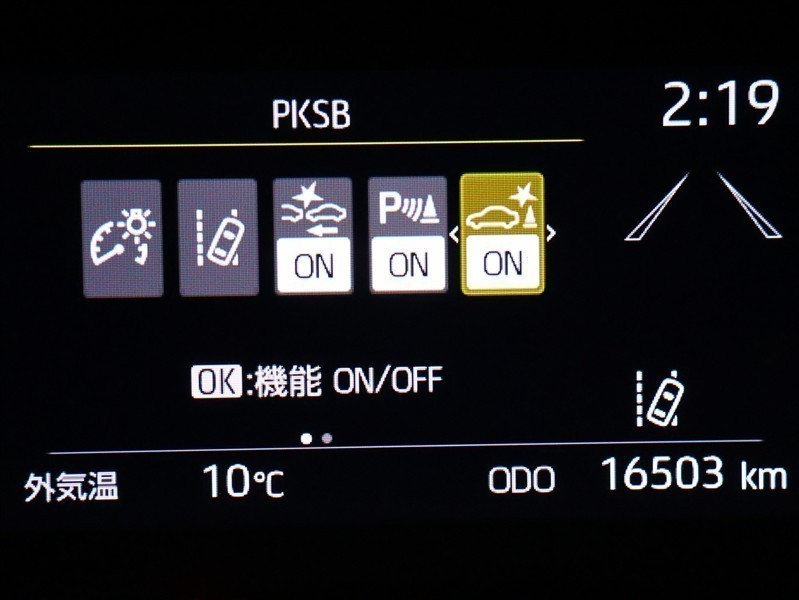 PKSB
2:19
ON
P
ON
ON
OK:機能 ON/OFF
外気温 10℃ ODO 16503 km